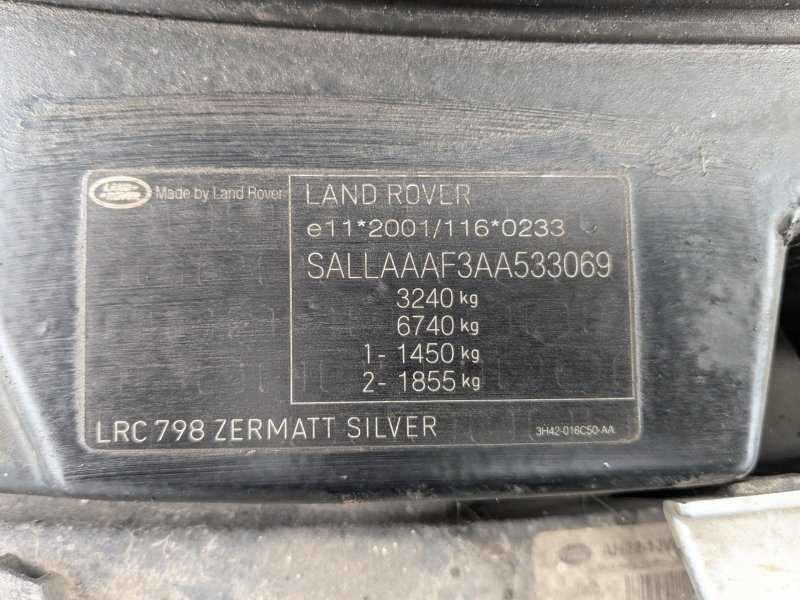 LAND ROVER
Made by Land Rover
LAND ROVER
e11*2001/116*0233
SALLAAAF3AA533069
3240 kg
6740 kg
1- 1450 kg
2- 1855 kg
LRC 798 ZERMATT SILVER
3H42-016C50-AA